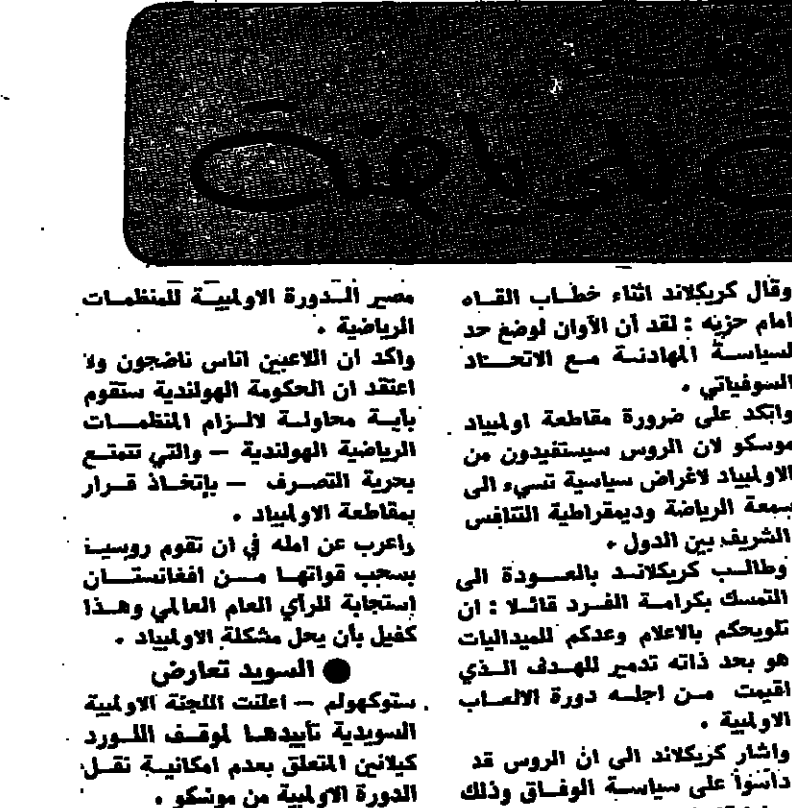 وقال كريكلاند اثناء خطاب القاه
امام حزبه : لقد آن الآوان لوضع حد
لسياسة المهادنة مع الاتحاد
السوفياتي .
واكد على ضرورة مقاطعة اولمبياد
موسكو لان الروس سيستفيدون من
الاولمبياد لاغراض سياسية تسيء الى
سمعة الرياضة وديمقراطية التنافس
الشريف بين الدول .
وطالب كريكلاند بالعودة الى
التمسك بكرامة الفرد قائلا : ان
تلويحكم بالاعلام وعدكم للميداليات
هو بحد ذاته تدمير للهدف الذي
اقيمت من اجله دورة الالعاب
الاولمبية .
واشار كريكلاند الى ان الروس قد
داسوا على سياسة الوفاق وذلك
مصير الدورة الاولمبية للمنظمات
الرياضية .
واكد ان اللاعبين اناس ناضجون ولا
اعتقد ان الحكومة الهولندية ستقوم
بأية محاولة لالزام المنظمات
الرياضية الهولندية — والتي تتمتع
بحرية التصرف — بإتخاذ قرار
بمقاطعة الاولمبياد .
واعرب عن امله في ان تقوم روسيا
بسحب قواتها من افغانستان
استجابة للرأي العام العالمي وهذا
كفيل بأن يحل مشكلة الاولمبياد .
● السويد تعارض
ستوكهولم — اعلنت اللجنة الاولمبية
السويدية تأييدها لموقف اللورد
كيلانين المتعلق بعدم امكانية نقل
الدورة الاولمبية من موسكو .